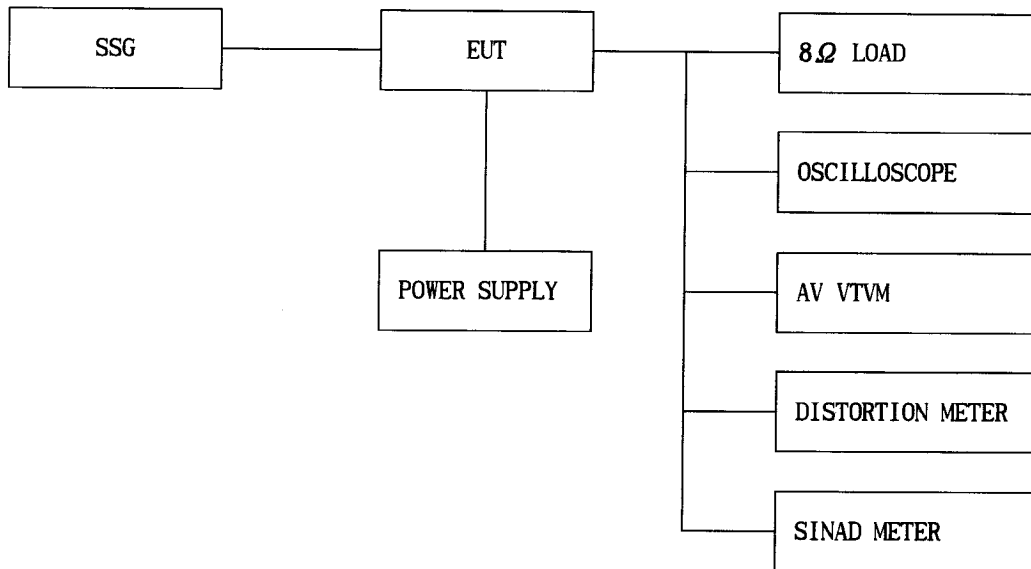 SSG
EUT
8Ω LOAD
OSCILLOSCOPE
AV VTVM
POWER SUPPLY
DISTORTION METER
SINAD METER